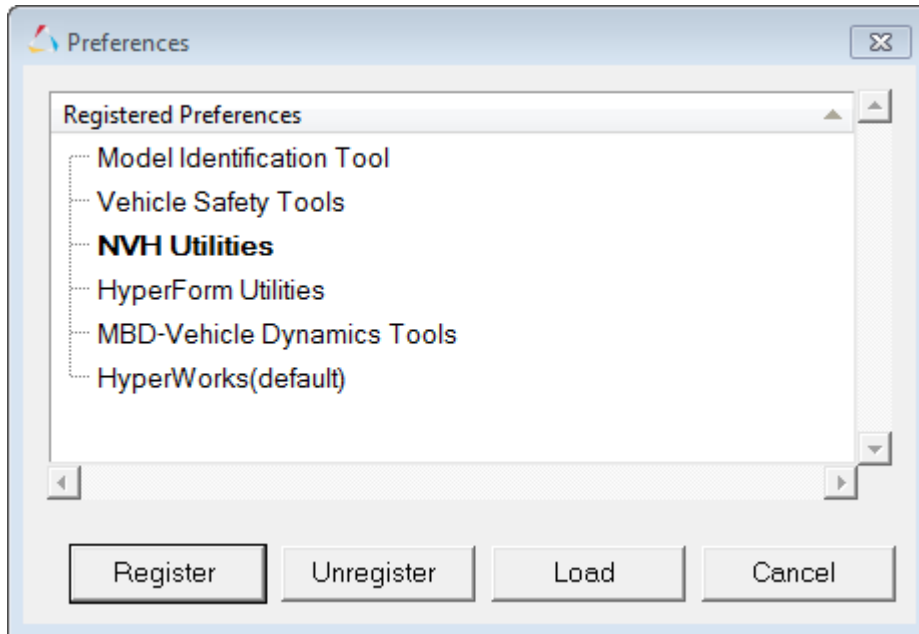 Preferences
Registered Preferences
Model Identification Tool
Vehicle Safety Tools
NVH Utilities
HyperForm Utilities
MBD-Vehicle Dynamics Tools
HyperWorks(default)
Register Unregister Load Cancel